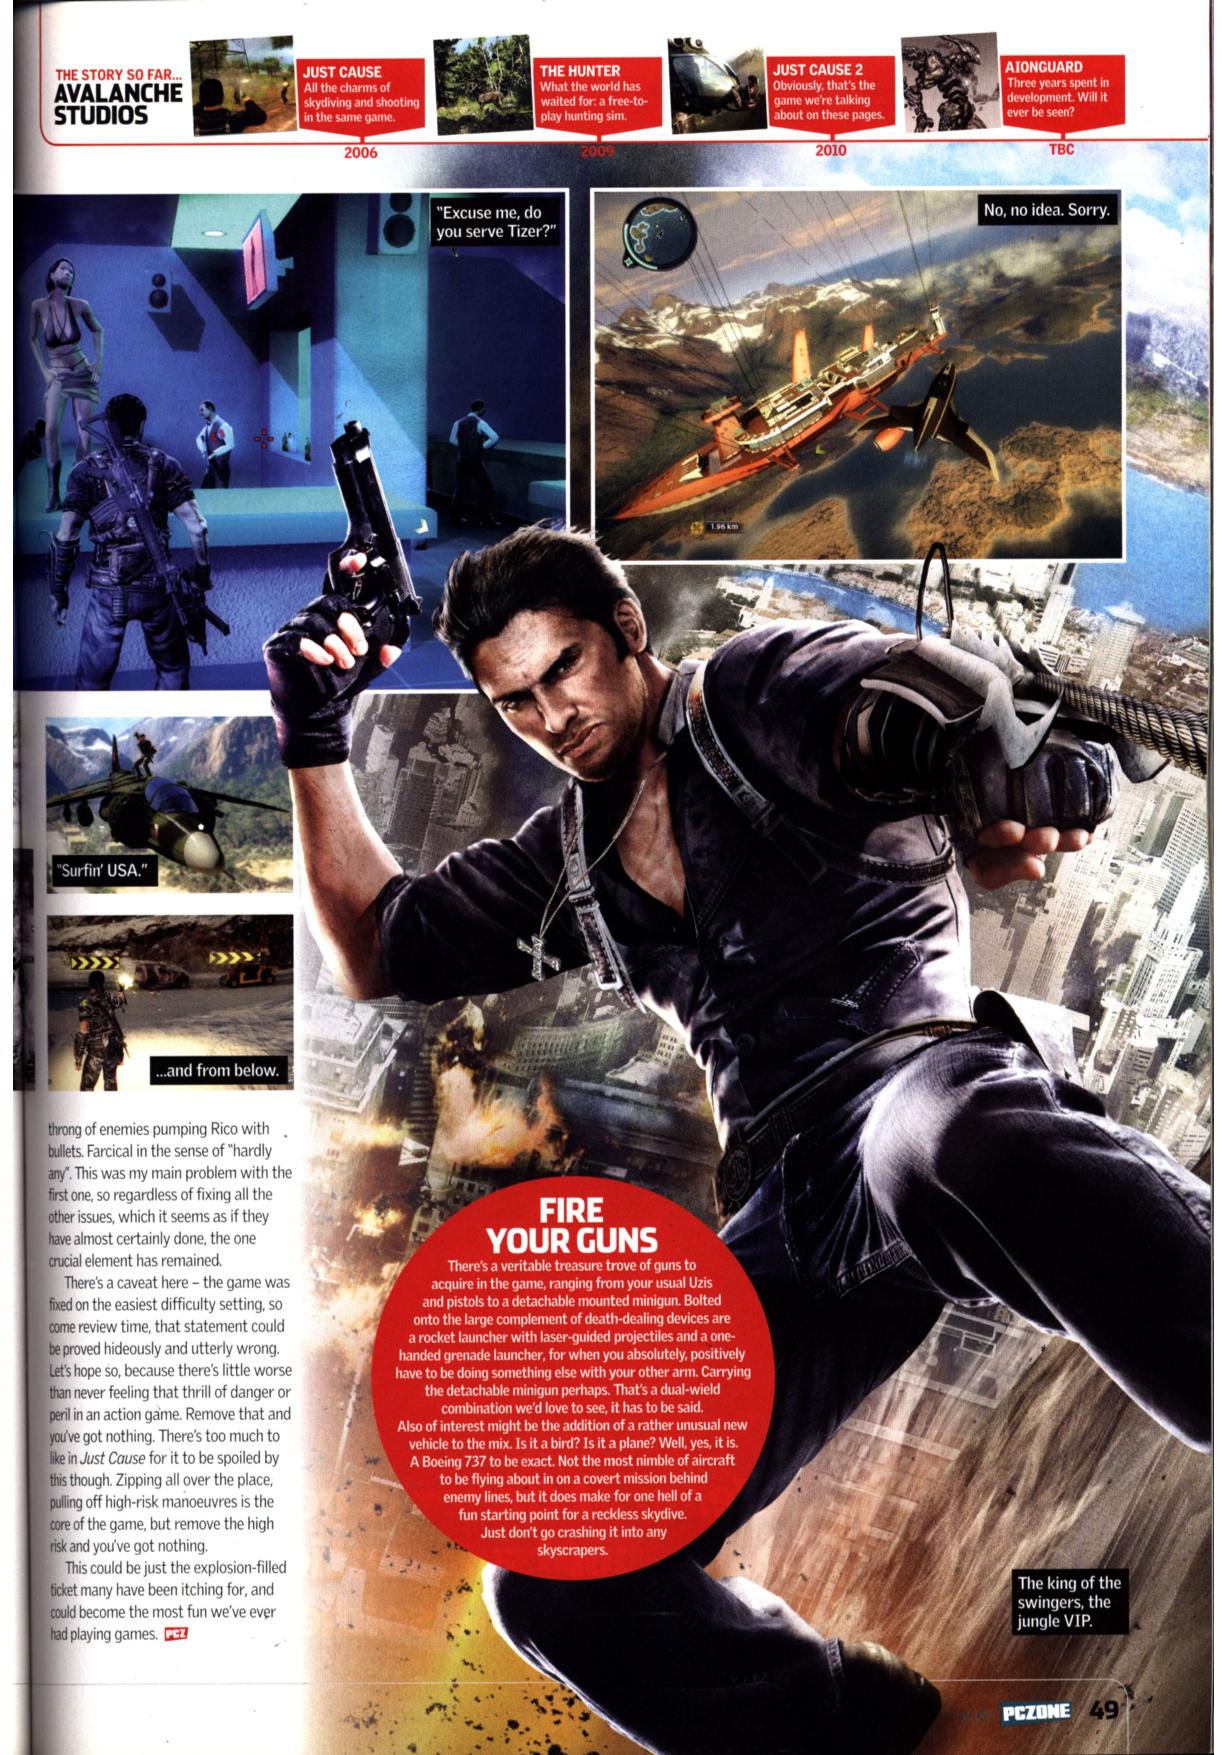 THE STORY SO FAR...
AVALANCHE
STUDIOS
JUST CAUSE
All the charms of
skydiving and shooting
in the same game.
2006
THE HUNTER
What the world has
waited for: a free-to-
play hunting sim.
2009
JUST CAUSE 2
Obviously, that's the
game we're talking
about on these pages.
2010
AIONGUARD
Three years spent in
development. Will it
ever be seen?
TBC
"Excuse me, do
you serve Tizer?"
No, no idea. Sorry.
1.96 km
"Surfin' USA."
...and from below.
throng of enemies pumping Rico with
bullets. Farcical in the sense of "hardly
any". This was my main problem with the
first one, so regardless of fixing all the
other issues, which it seems as if they
have almost certainly done, the one
crucial element has remained.
There's a caveat here – the game was
fixed on the easiest difficulty setting, so
come review time, that statement could
be proved hideously and utterly wrong.
Let's hope so, because there's little worse
than never feeling that thrill of danger or
peril in an action game. Remove that and
you've got nothing. There's too much to
like in Just Cause for it to be spoiled by
this though. Zipping all over the place,
pulling off high-risk manoeuvres is the
core of the game, but remove the high
risk and you've got nothing.
This could be just the explosion-filled
ticket many have been itching for, and
could become the most fun we've ever
had playing games. PCZ
FIRE
YOUR GUNS
There's a veritable treasure trove of guns to
acquire in the game, ranging from your usual Uzis
and pistols to a detachable mounted minigun. Bolted
onto the large complement of death-dealing devices are
a rocket launcher with laser-guided projectiles and a one-
handed grenade launcher, for when you absolutely, positively
have to be doing something else with your other arm. Carrying
the detachable minigun perhaps. That's a dual-wield
combination we'd love to see, it has to be said.
Also of interest might be the addition of a rather unusual new
vehicle to the mix. Is it a bird? Is it a plane? Well, yes, it is.
A Boeing 737 to be exact. Not the most nimble of aircraft
to be flying about in on a covert mission behind
enemy lines, but it does make for one hell of a
fun starting point for a reckless skydive.
Just don't go crashing it into any
skyscrapers.
The king of the
swingers, the
jungle VIP.
PCZONE 49